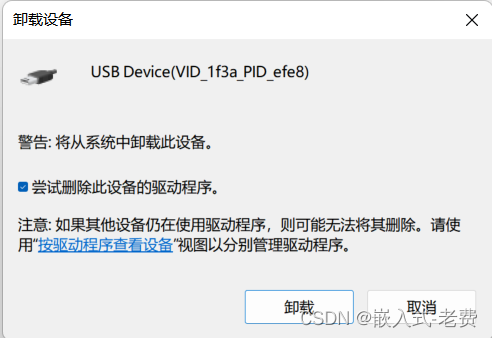 卸载设备
USB Device(VID_1f3a_PID_efe8)
警告: 将从系统中卸载此设备。
尝试删除此设备的驱动程序。
注意: 如果其他设备仍在使用驱动程序，则可能无法将其删除。请使
用“按驱动程序查看设备”视图以分别管理驱动程序。
卸载 取消
CSDN @嵌入式-老费